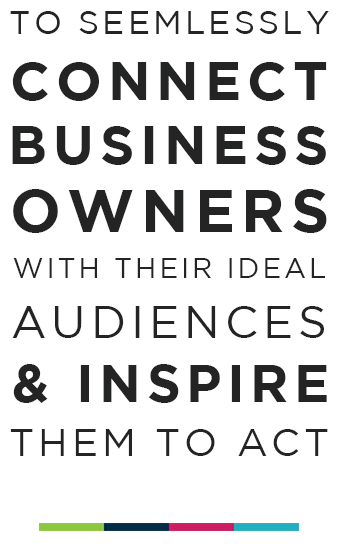 TO SEEMLESSLY
CONNECT
BUSINESS
OWNERS
WITH THEIR IDEAL
AUDIENCES
& INSPIRE
THEM TO ACT